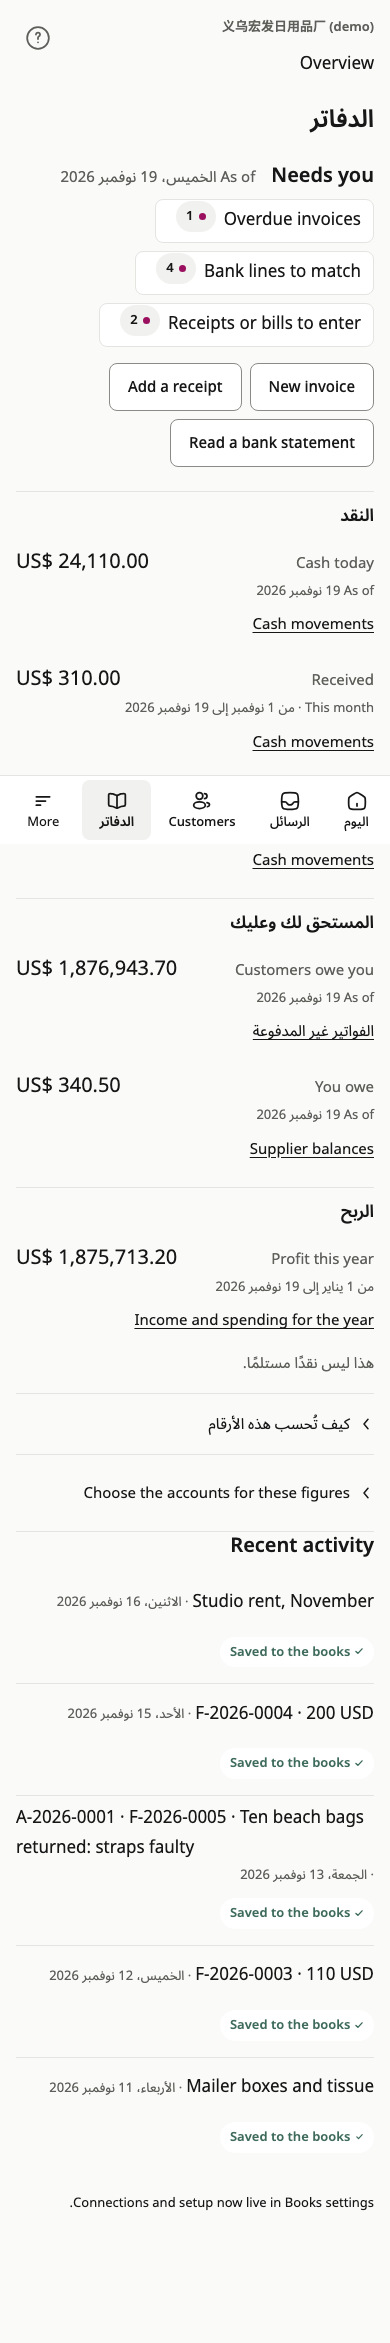 义乌宏发日用品厂 (demo)
Overview
الدفاتر
Needs you As of الخميس، 19 نوفمبر 2026
Overdue invoices 1
Bank lines to match 4
Receipts or bills to enter 2
New invoice
Add a receipt
Read a bank statement
النقد
Cash today US$ 24,110.00
As of 19 نوفمبر 2026
Cash movements
Received US$ 310.00
This month · من 1 نوفمبر إلى 19 نوفمبر 2026
Cash movements
اليوم
الرسائل
Customers
الدفاتر
More
Cash movements
المستحق لك وعليك
Customers owe you US$ 1,876,943.70
As of 19 نوفمبر 2026
الفواتير غير المدفوعة
You owe US$ 340.50
As of 19 نوفمبر 2026
Supplier balances
الربح
Profit this year US$ 1,875,713.20
من 1 يناير إلى 19 نوفمبر 2026
Income and spending for the year
هذا ليس نقدًا مستلمًا.
كيف تُحسب هذه الأرقام
Choose the accounts for these figures
Recent activity
Studio rent, November · الاثنين، 16 نوفمبر 2026
Saved to the books
F-2026-0004 · 200 USD · الأحد، 15 نوفمبر 2026
Saved to the books
A-2026-0001 · F-2026-0005 · Ten beach bags
returned: straps faulty
· الجمعة، 13 نوفمبر 2026
Saved to the books
F-2026-0003 · 110 USD · الخميس، 12 نوفمبر 2026
Saved to the books
Mailer boxes and tissue · الأربعاء، 11 نوفمبر 2026
Saved to the books
Connections and setup now live in Books settings.